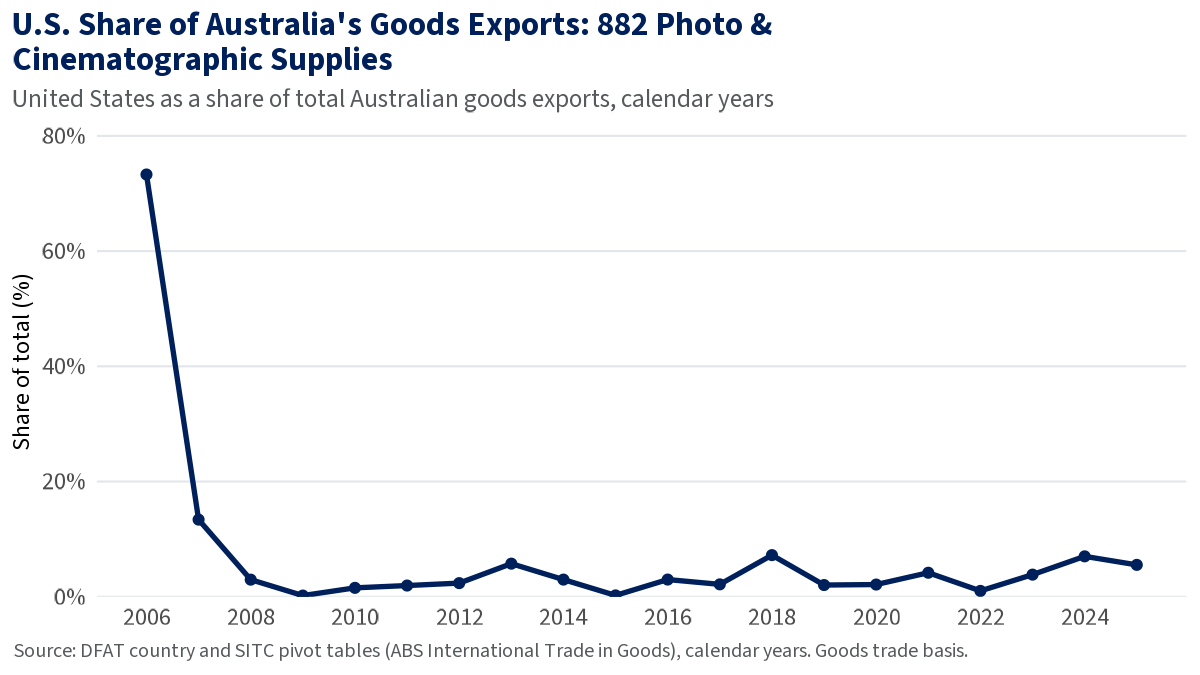 U.S. Share of Australia's Goods Exports: 882 Photo &
Cinematographic Supplies
United States as a share of total Australian goods exports, calendar years
80%
60%
40%
20%
0%
Share of total (%)
2006 2008 2010 2012 2014 2016 2018 2020 2022 2024
Source: DFAT country and SITC pivot tables (ABS International Trade in Goods), calendar years. Goods trade basis.